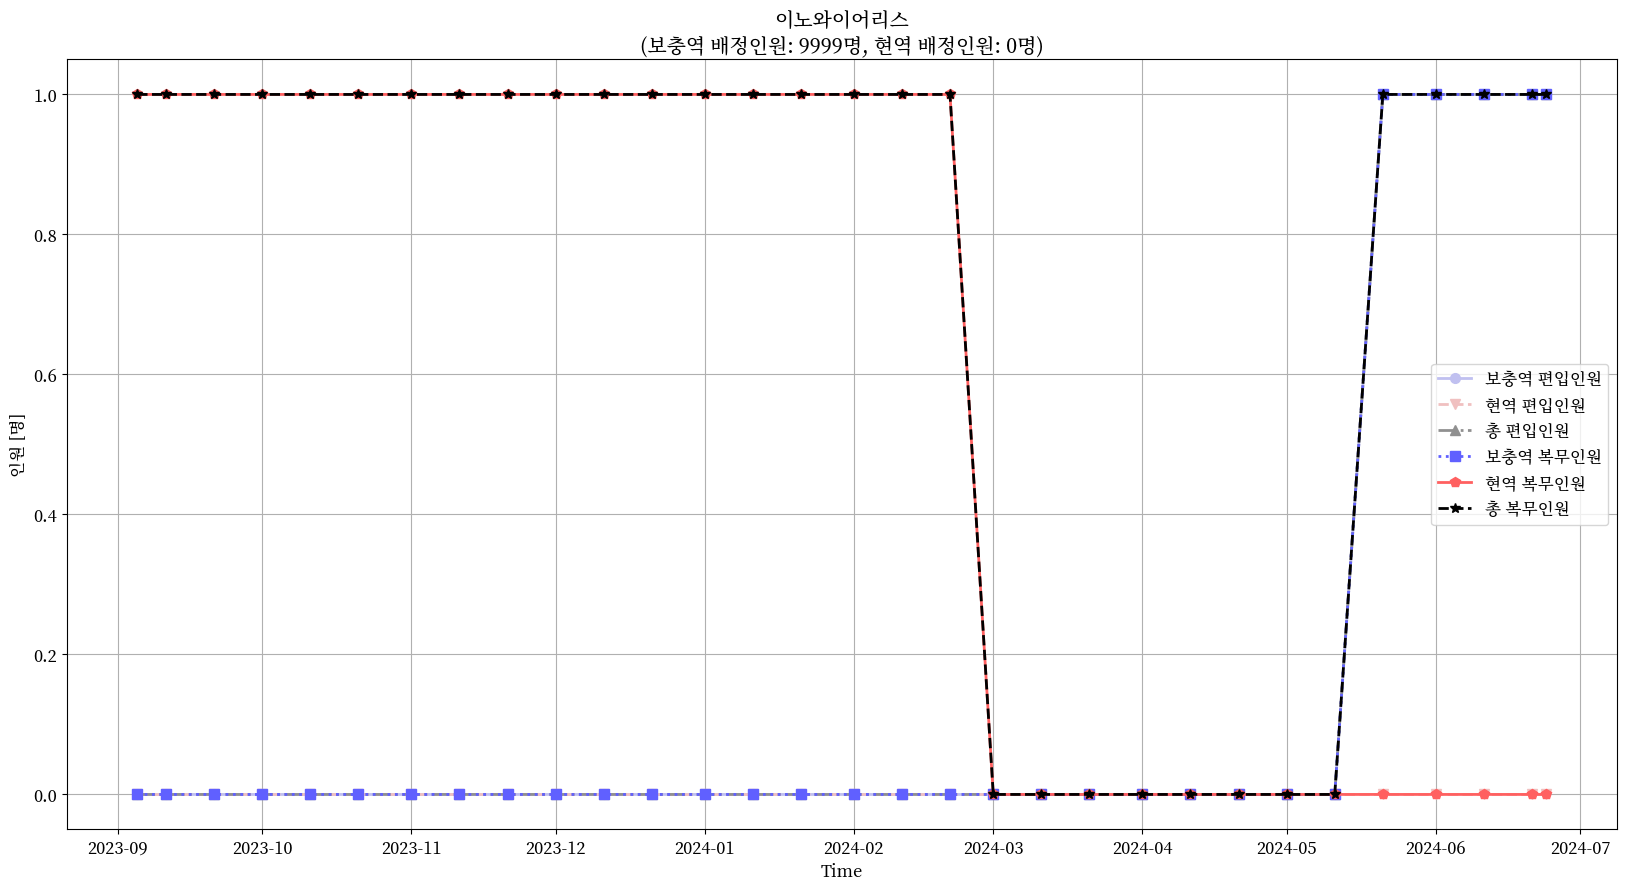 이노와이어리스
(보충역 배정인원: 9999명, 현역 배정인원: 0명)
1.0
0.8
0.6
0.4
0.2
0.0
인원 [명]
보충역 편입인원
현역 편입인원
총 편입인원
보충역 복무인원
현역 복무인원
총 복무인원
2023-09
2023-10
2023-11
2023-12
2024-01
2024-02
2024-03
2024-04
2024-05
2024-06
2024-07
Time